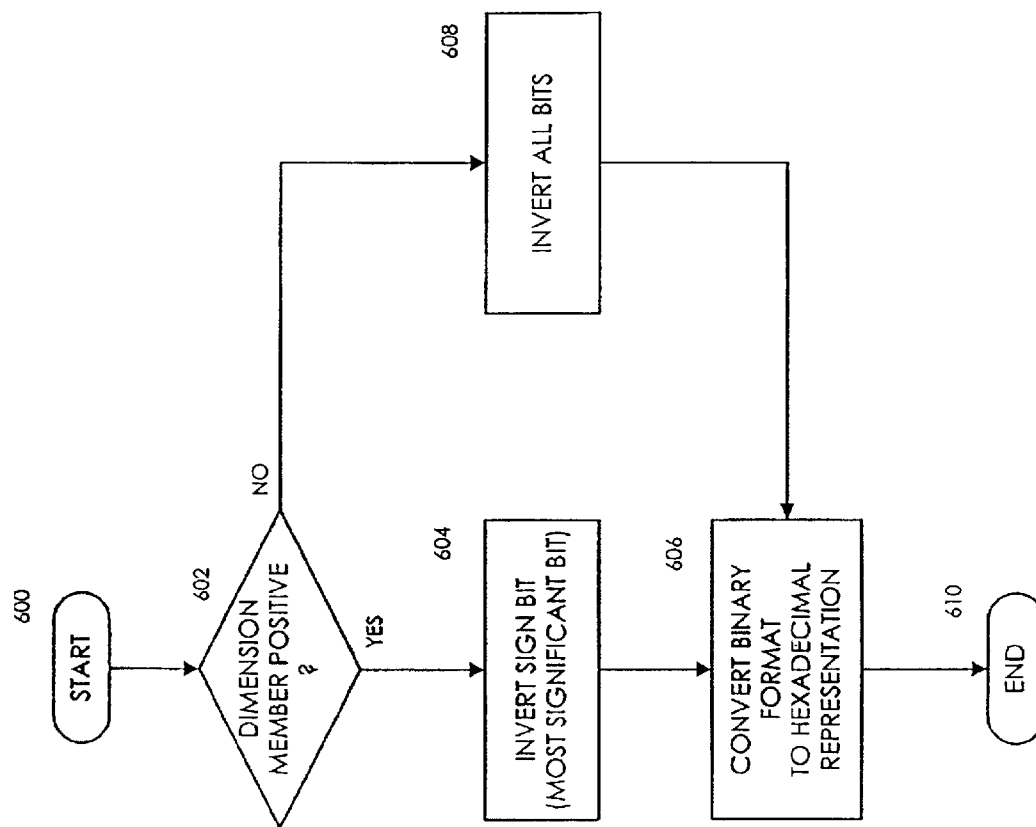 600
START
602
DIMENSION
MEMBER POSITIVE
?
NO
YES
604
INVERT SIGN BIT
(MOST SIGNIFICANT BIT)
608
INVERT ALL BITS
606
CONVERT BINARY
FORMAT
TO HEXADECIMAL
REPRESENTATION
610
END